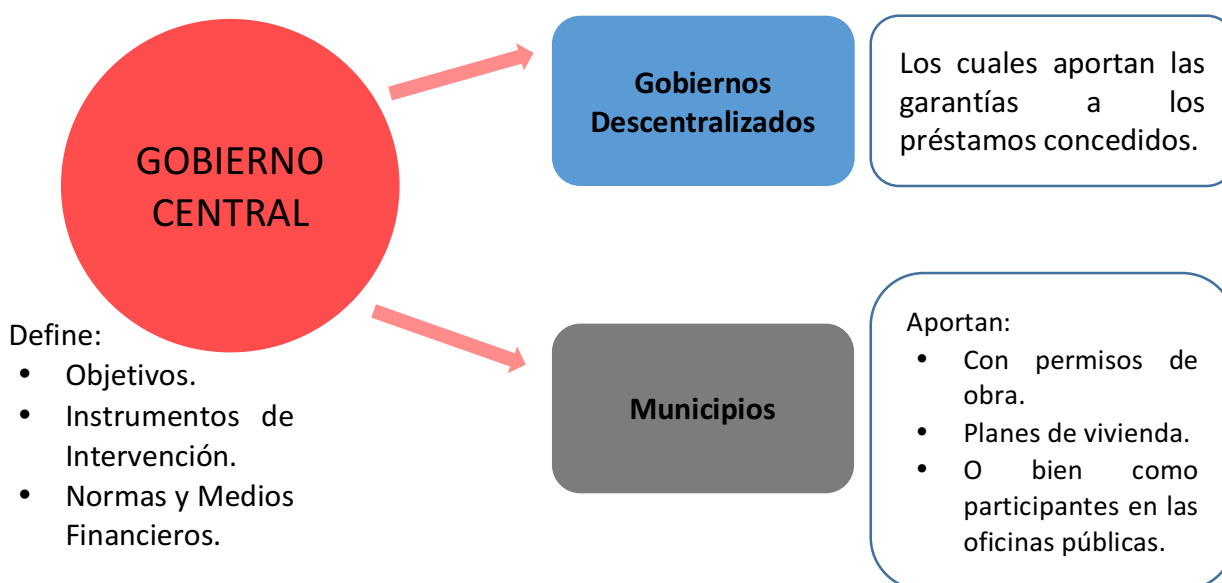 GOBIERNO
CENTRAL
Define:
• Objetivos.
• Instrumentos de
Intervención.
• Normas y Medios
Financieros.
Gobiernos
Descentralizados
Los cuales aportan las
garantías a los
préstamos concedidos.
Municipios
Aportan:
• Con permisos de
obra.
• Planes de vivienda.
• O bien como
participantes en las
oficinas públicas.